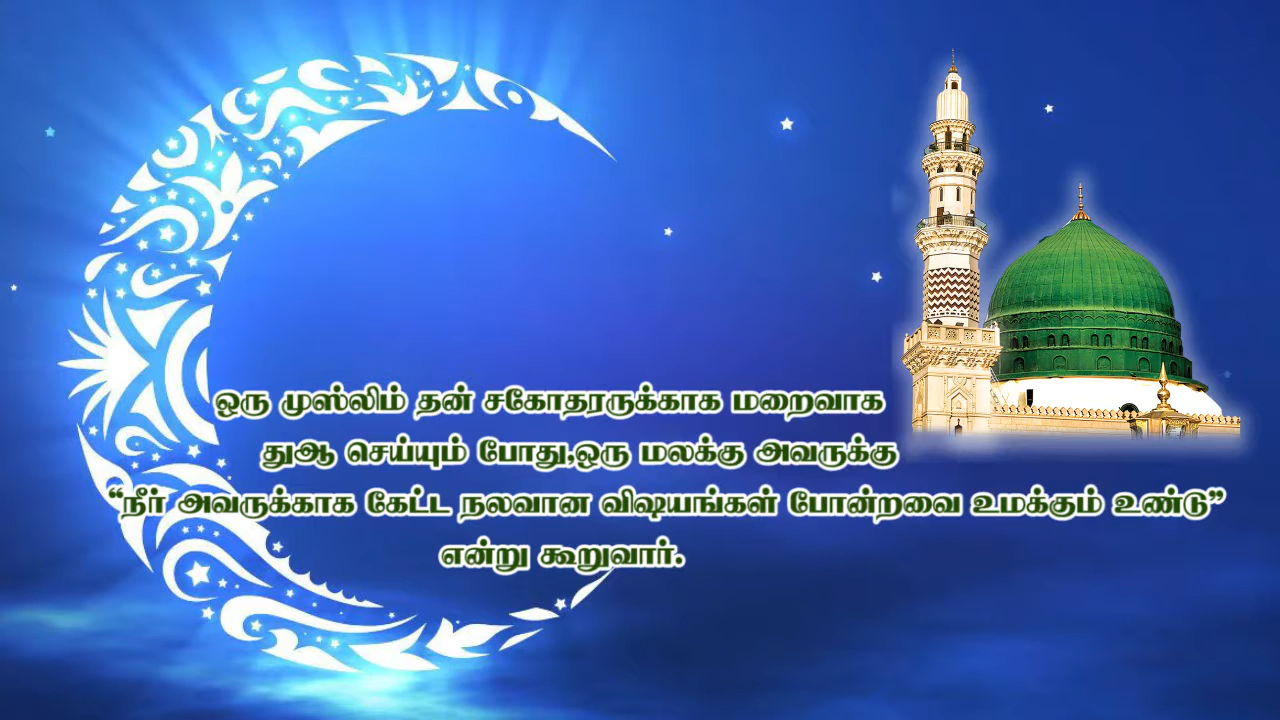 ஒரு முஸ்லிம் தன் சகோதரருக்காக மறைவாக
துஆ செய்யும் போது,ஒரு மலக்கு அவருக்கு
“நீர் அவருக்காக கேட்ட நலவான விஷயங்கள் போன்றவை உமக்கும் உண்டு”
என்று கூறுவார்.